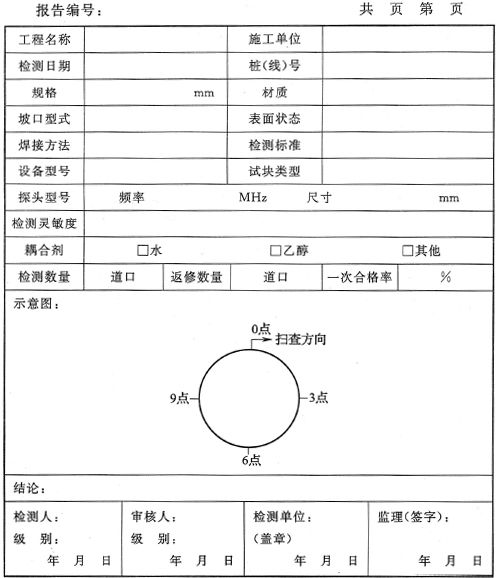 报告编号： 共 页 第 页
工程名称 施工单位
检测日期 桩(线)号
规格 mm 材质
坡口型式 表面状态
焊接方法 检测标准
设备型号 试块类型
探头型号 频率 MHz 尺寸 mm
检测灵敏度
耦合剂 □水 □乙醇 □其他
检测数量 道口 返修数量 道口 一次合格率 %
示意图：
0点
扫查方向
9点 3点
6点
结论：
检测人： 审核人： 检测单位： 监理(签字)：
级 别： 级 别： (盖章)
年 月 日 年 月 日 年 月 日 年 月 日